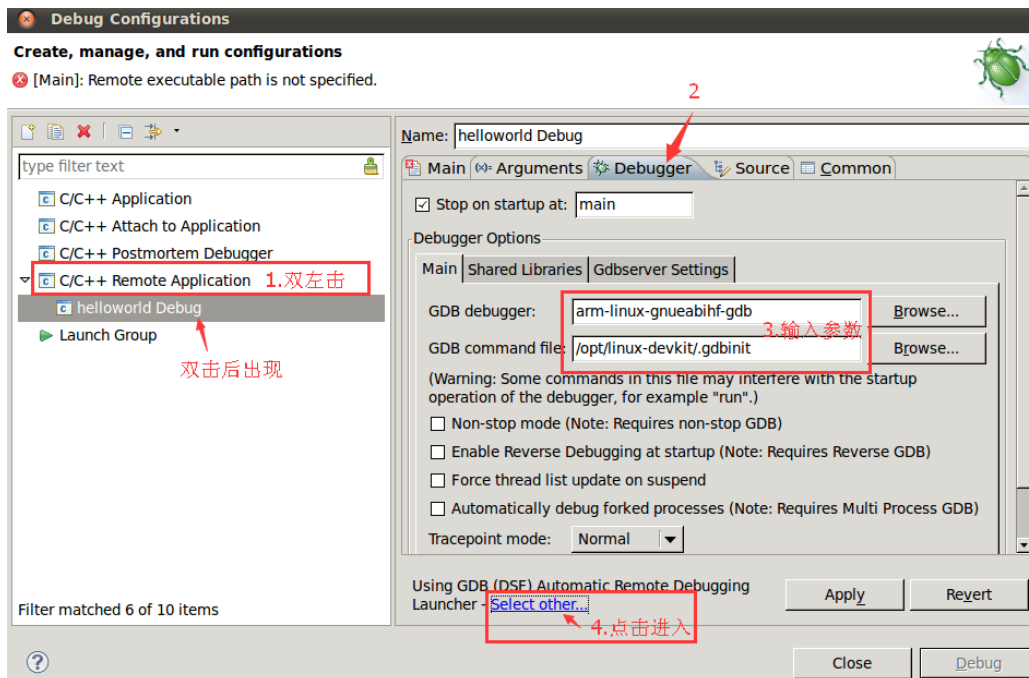 Debug Configurations
Create, manage, and run configurations
[Main]: Remote executable path is not specified.
2
Name: helloworld Debug
type filter text
Main (x)= Arguments Debugger Source Common
C/C++ Application
Stop on startup at: main
C/C++ Attach to Application
Debugger Options
C/C++ Postmortem Debugger
Main Shared Libraries Gdbserver Settings
C/C++ Remote Application 1.双左击
helloworld Debug
GDB debugger: arm-linux-gnueabihf-gdb Browse...
3.输入参数
Launch Group
GDB command file: /opt/linux-devkit/.gdbinit Browse...
双击后出现
(Warning: Some commands in this file may interfere with the startup
operation of the debugger, for example "run".)
Non-stop mode (Note: Requires non-stop GDB)
Enable Reverse Debugging at startup (Note: Requires Reverse GDB)
Force thread list update on suspend
Automatically debug forked processes (Note: Requires Multi Process GDB)
Tracepoint mode: Normal
Using GDB (DSF) Automatic Remote Debugging
Launcher - Select other...
Apply Revert
Filter matched 6 of 10 items
4.点击进入
? Close Debug